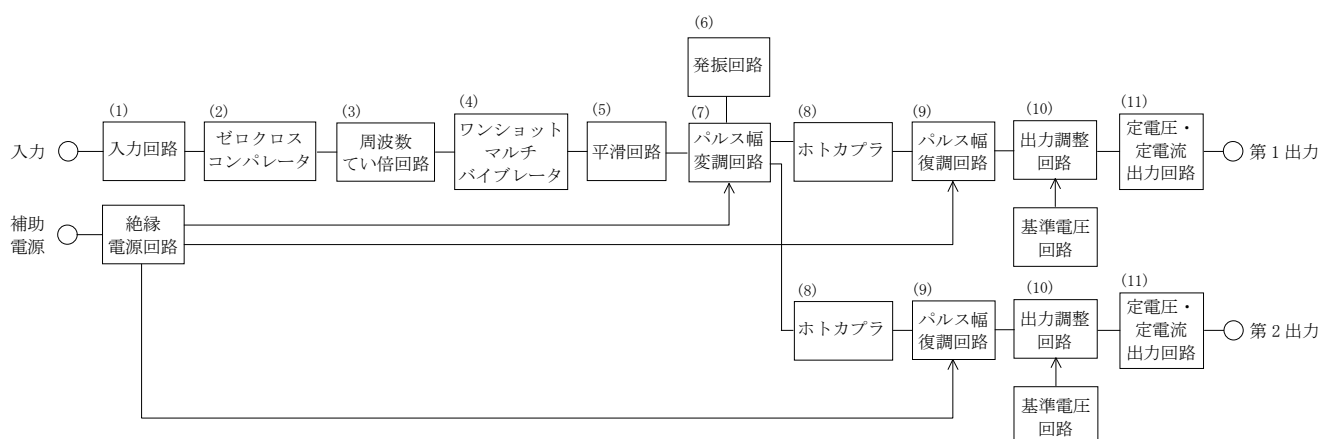 (6)
発振回路
(1)
入力
入力回路
(2)
ゼロクロス
コンパレータ
(3)
周波数
てい倍回路
(4)
ワンショット
マルチ
バイブレータ
(5)
平滑回路
(7)
パルス幅
変調回路
(8)
ホトカプラ
(9)
パルス幅
復調回路
(10)
出力調整
回路
(11)
定電圧・
定電流
出力回路
第1出力
補助
電源
絶縁
電源回路
基準電圧
回路
(8)
ホトカプラ
(9)
パルス幅
復調回路
(10)
出力調整
回路
(11)
定電圧・
定電流
出力回路
第2出力
基準電圧
回路